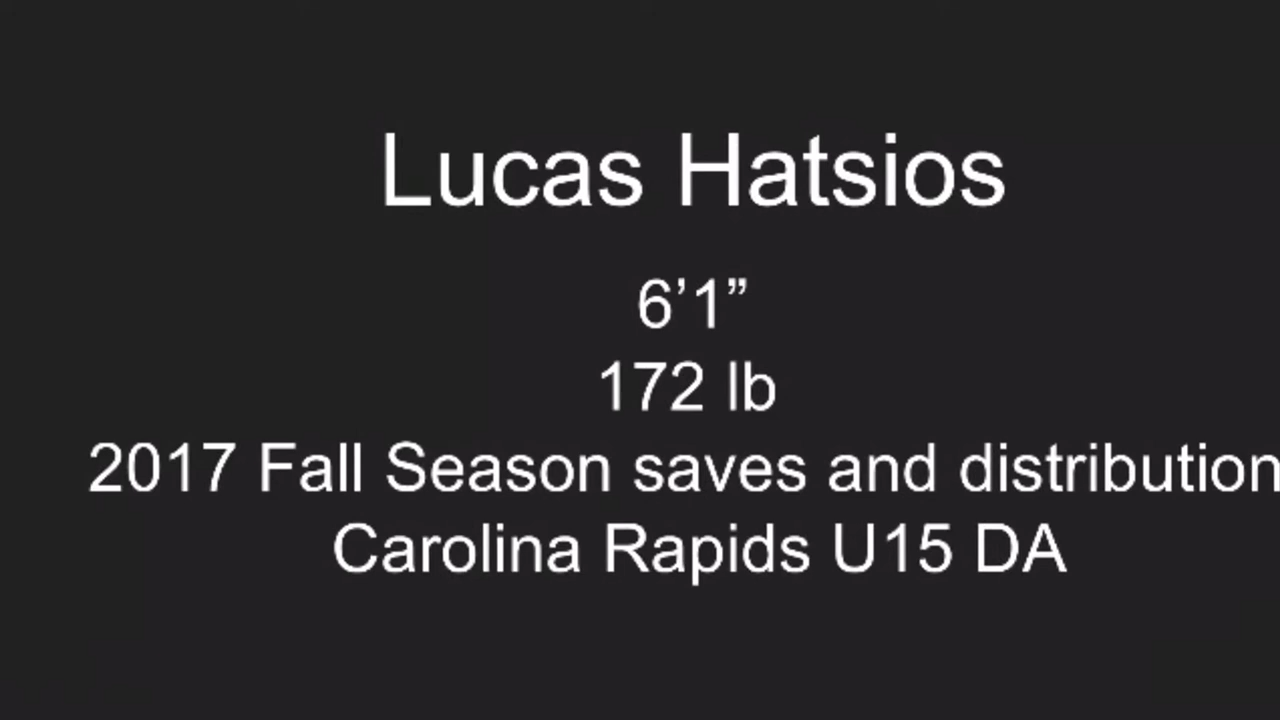 Lucas Hatsios
6’1”
172 lb
2017 Fall Season saves and distribution
Carolina Rapids U15 DA